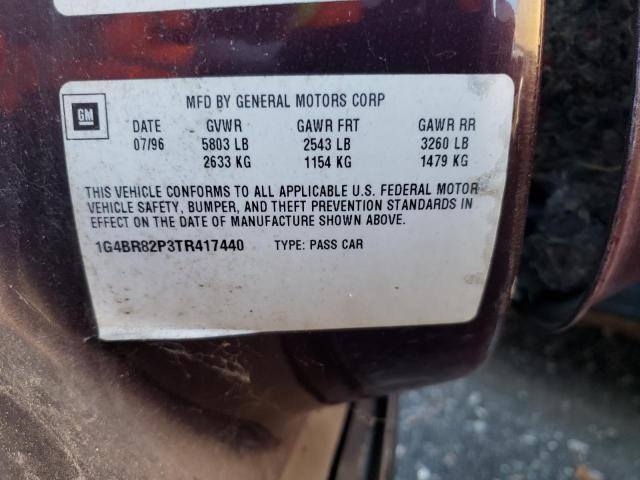 GM
MFD BY GENERAL MOTORS CORP
DATE GVWR GAWR FRT GAWR RR
07/96 5803 LB 2543 LB 3260 LB
2633 KG 1154 KG 1479 KG
THIS VEHICLE CONFORMS TO ALL APPLICABLE U.S. FEDERAL MOTOR
VEHICLE SAFETY, BUMPER, AND THEFT PREVENTION STANDARDS IN
EFFECT ON THE DATE OF MANUFACTURE SHOWN ABOVE.
1G4BR82P3TR417440 TYPE: PASS CAR